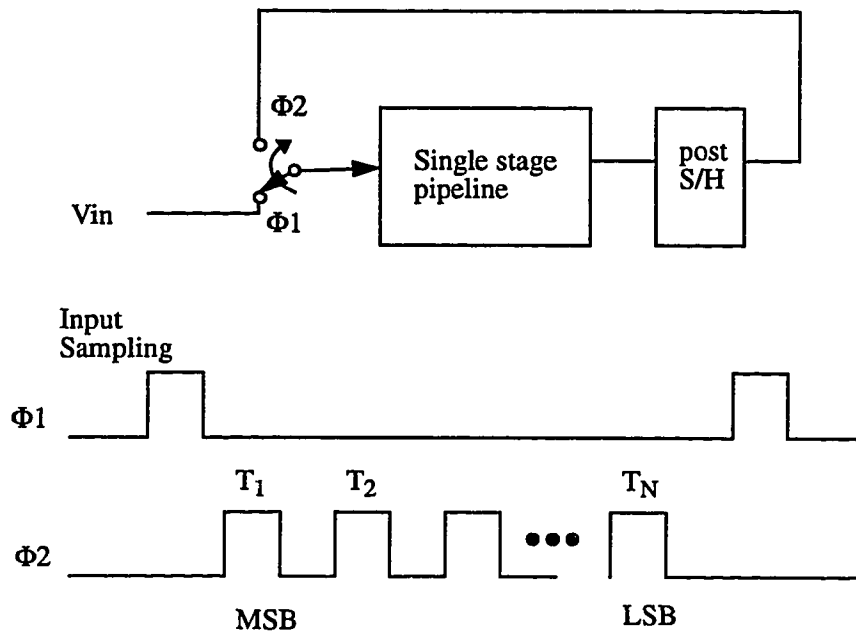 Φ2
Single stage
pipeline
post
S/H
Vin
Φ1
Input
Sampling
Φ1
T1
T2
TN
Φ2
MSB
LSB